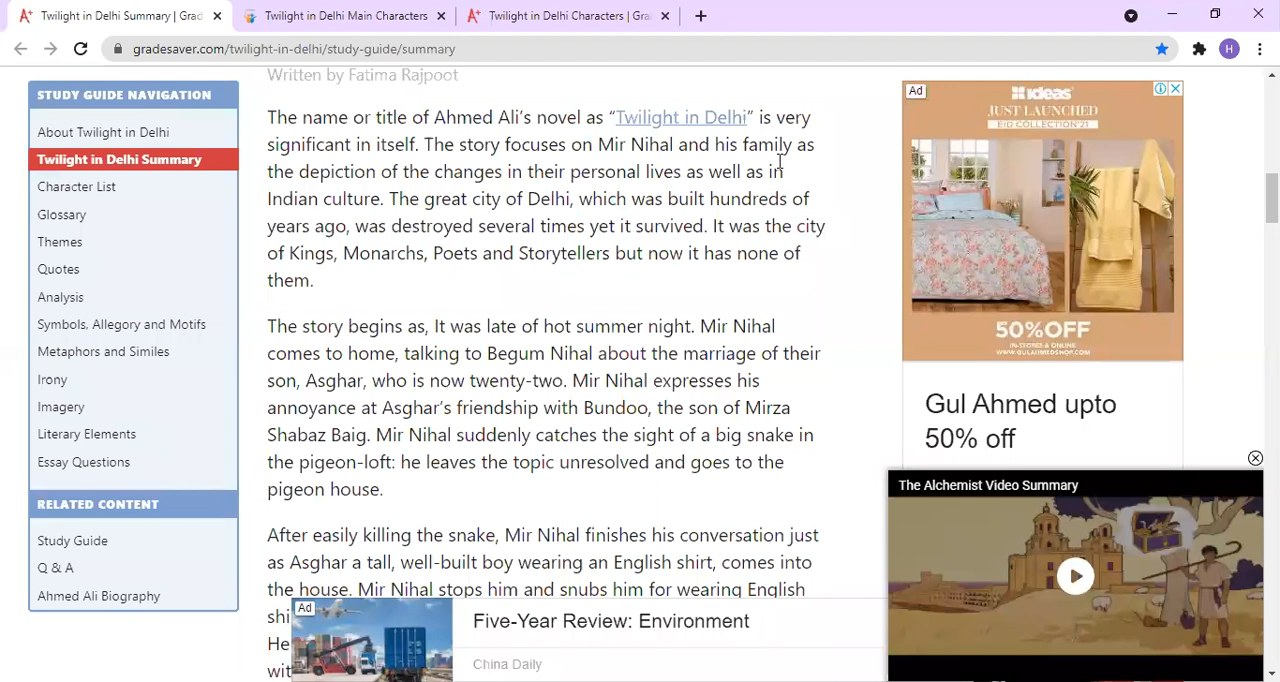 Twilight in Delhi Summary | Grad
Twilight in Delhi Main Characters
Twilight in Delhi Characters | Gra
gradesaver.com/twilight-in-delhi/study-guide/summary
H
STUDY GUIDE NAVIGATION
About Twilight in Delhi
Twilight in Delhi Summary
Character List
Glossary
Themes
Quotes
Analysis
Symbols, Allegory and Motifs
Metaphors and Similes
Irony
Imagery
Literary Elements
Essay Questions
RELATED CONTENT
Study Guide
Q & A
Ahmed Ali Biography
Written by Fatima Rajpoot
The name or title of Ahmed Ali’s novel as “Twilight in Delhi” is very
significant in itself. The story focuses on Mir Nihal and his family as
the depiction of the changes in their personal lives as well as in
Indian culture. The great city of Delhi, which was built hundreds of
years ago, was destroyed several times yet it survived. It was the city
of Kings, Monarchs, Poets and Storytellers but now it has none of
them.
The story begins as, It was late of hot summer night. Mir Nihal
comes in home, talking to Begum Nihal about the marriage of their
son, Asghar, who is now twenty-two. Mir Nihal expresses his
annoyance at Asghar’s friendship with Bundoo, the son of Mirza
Shabaz Baig. Mir Nihal suddenly catches the sight of a big snake in
the pigeon-loft: he leaves the topic unresolved and goes to the
pigeon house.
After easily killing the snake, Mir Nihal finishes his conversation just
as Asghar a tall, well-built boy wearing an English shirt, comes into
the house. Mir Nihal stops him and snubs him for wearing English
shi
He
wit
Ad
Five-Year Review: Environment
China Daily
Ad
ideas
JUST LAUNCHED
EID COLLECTION'21
50%OFF
IN-STORES & ONLINE
WWW.GULAHMEDSHOP.COM
Gul Ahmed upto
50% off
The Alchemist Video Summary